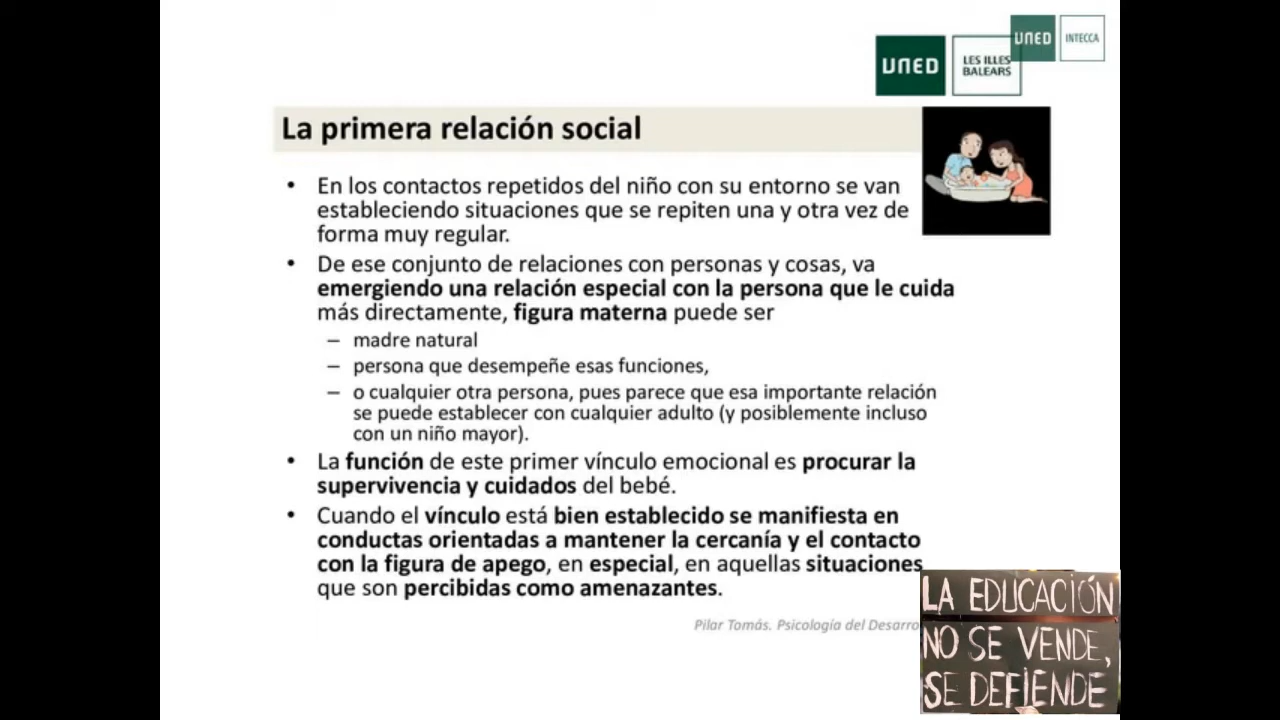 UNED
INTECCA
UNED
LES ILLES
BALEARS
La primera relación social
• En los contactos repetidos del niño con su entorno se van
estableciendo situaciones que se repiten una y otra vez de
forma muy regular.
• De ese conjunto de relaciones con personas y cosas, va
emergiendo una relación especial con la persona que le cuida
más directamente, figura materna puede ser
– madre natural
– persona que desempeñe esas funciones,
– o cualquier otra persona, pues parece que esa importante relación
se puede establecer con cualquier adulto (y posiblemente incluso
con un niño mayor).
• La función de este primer vínculo emocional es procurar la
supervivencia y cuidados del bebé.
• Cuando el vínculo está bien establecido se manifiesta en
conductas orientadas a mantener la cercanía y el contacto
con la figura de apego, en especial, en aquellas situaciones
que son percibidas como amenazantes.
Pilar Tomás. Psicología del Desarro
LA EDUCACIÓN
NO SE VENDE,
SE DEFIENDE